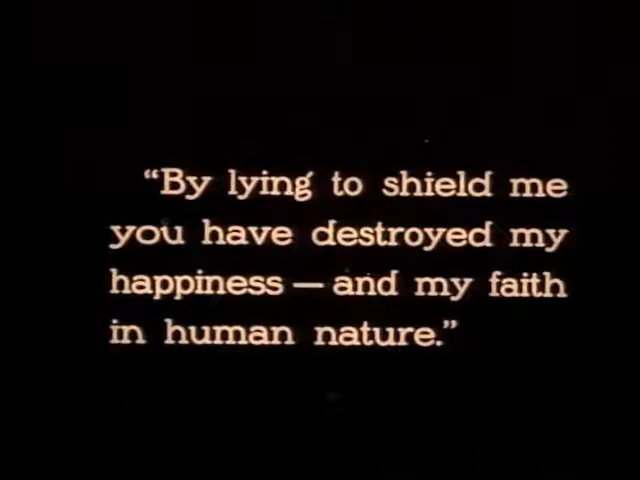 “By lying to shield me
you have destroyed my
happiness — and my faith
in human nature.”